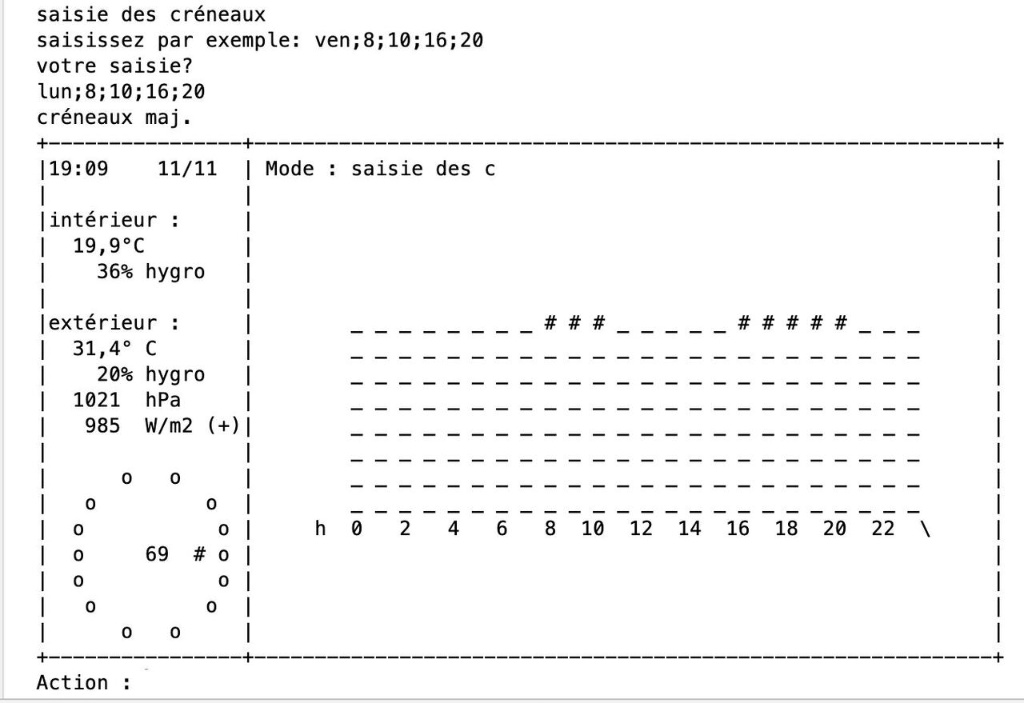 saisie des créneaux
saisissez par exemple: ven;8;10;16;20
votre saisie?
lun;8;10;16;20
créneaux maj.
+----------------+-------------------------------------------------------------+
|19:09    11/11  | Mode : saisie des c                                         |
|                |                                                             |
|intérieur :     |                                                             |
|  19,9°C        |                                                             |
|    36% hygro   |                                                             |
|                |                                                             |
|extérieur :     |        _ _ _ _ _ _ _ _ # # # _ _ _ _ _ # # # # # _ _ _      |
|  31,4° C       |        _ _ _ _ _ _ _ _ _ _ _ _ _ _ _ _ _ _ _ _ _ _ _ _      |
|    20% hygro   |        _ _ _ _ _ _ _ _ _ _ _ _ _ _ _ _ _ _ _ _ _ _ _ _      |
|  1021  hPa     |        _ _ _ _ _ _ _ _ _ _ _ _ _ _ _ _ _ _ _ _ _ _ _ _      |
|   985  W/m2 (+)|        _ _ _ _ _ _ _ _ _ _ _ _ _ _ _ _ _ _ _ _ _ _ _ _      |
|                |        _ _ _ _ _ _ _ _ _ _ _ _ _ _ _ _ _ _ _ _ _ _ _ _      |
|      o   o     |        _ _ _ _ _ _ _ _ _ _ _ _ _ _ _ _ _ _ _ _ _ _ _ _      |
|   o         o  |        _ _ _ _ _ _ _ _ _ _ _ _ _ _ _ _ _ _ _ _ _ _ _ _      |
|  o           o |     h  0   2   4   6   8  10  12  14  16  18  20  22   \     |
|  o     69  # o |                                                             |
|  o           o |                                                             |
|   o         o  |                                                             |
|      o   o     |                                                             |
+----------------+-------------------------------------------------------------+
Action :